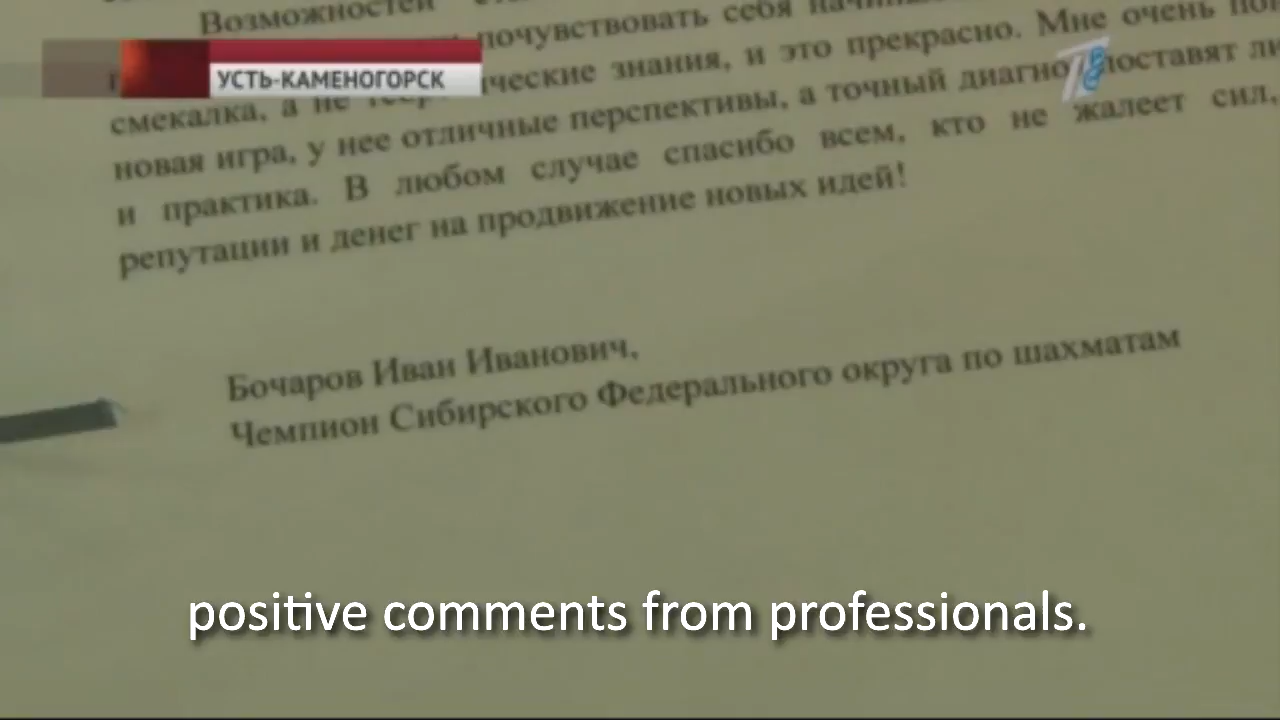 Возможностей
почувствовать себя
УСТЬ-КАМЕНОГОРСК
знания, и это прекрасно. Мне очень
смекалка, а не
новая игра, у нее отличные перспективы, а точный поставят
и практика. В любом случае спасибо всем, кто не жалеет сил,
репутации и денег на продвижение новых идей!
Бочаров Иван Иванович,
Чемпион Сибирского Федерального округа по шахматам
positive comments from professionals.